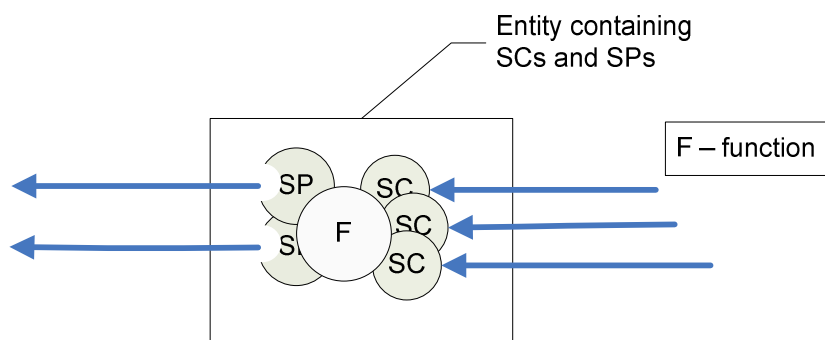 Entity containing
SCs and SPs
F – function
SP
SC
SC
F
SC